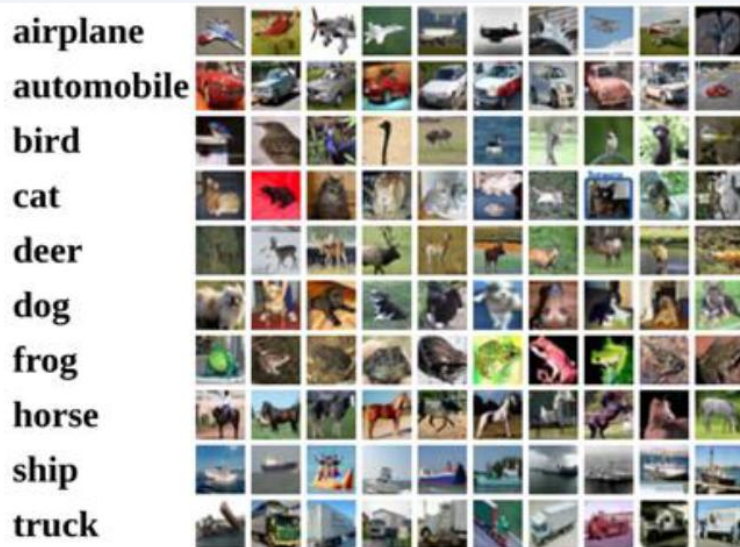 airplane
automobile
bird
cat
deer
dog
frog
horse
ship
truck